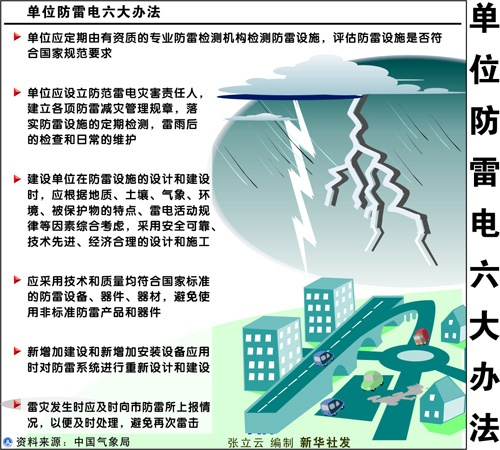 单位防雷电六大办法
单位应定期由有资质的专业防雷检测机构检测防雷设施，评估防雷设施是否符
合国家规范要求
单位应设立防范雷电灾害责任人，
建立各项防雷减灾管理规章，落
实防雷设施的定期检测，雷雨后
的检查和日常的维护
建设单位在防雷设施的设计和建设
时，应根据地质、土壤、气象、环
境、被保护物的特点、雷电活动规
律等因素综合考虑，采用安全可靠、
技术先进、经济合理的设计和施工
应采用技术和质量均符合国家标准
的防雷设备、器件、器材，避免使
用非标准防雷产品和器件
新增加建设和新增加安装设备应用
时对防雷系统进行重新设计和建设
雷灾发生时应及时向市防雷所上报情
况，以便及时处理，避免再次雷击
资料来源：中国气象局
张立云 编制 新华社发
单位防雷电六大办法